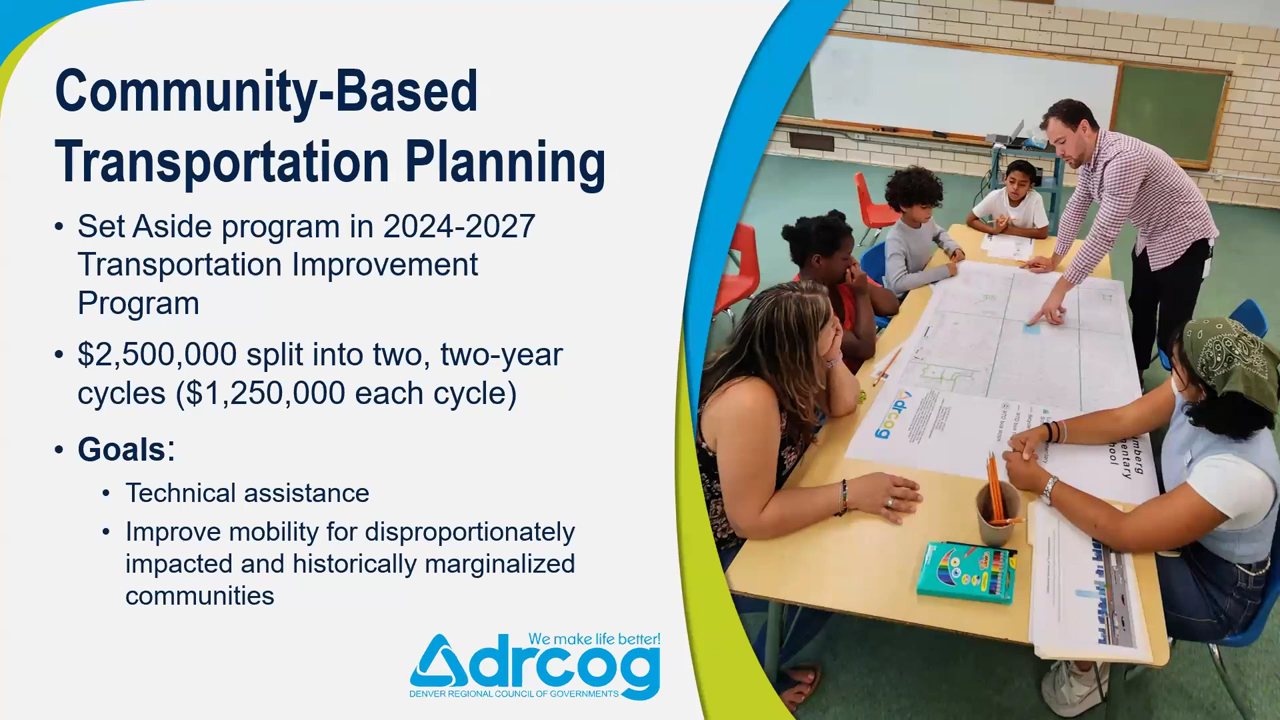 Community-Based
Transportation Planning
• Set Aside program in 2024-2027
Transportation Improvement
Program
• $2,500,000 split into two, two-year
cycles ($1,250,000 each cycle)
• Goals:
• Technical assistance
• Improve mobility for disproportionately
impacted and historically marginalized
communities
We make life better!
drcog
DENVER REGIONAL COUNCIL OF GOVERNMENTS
drcog